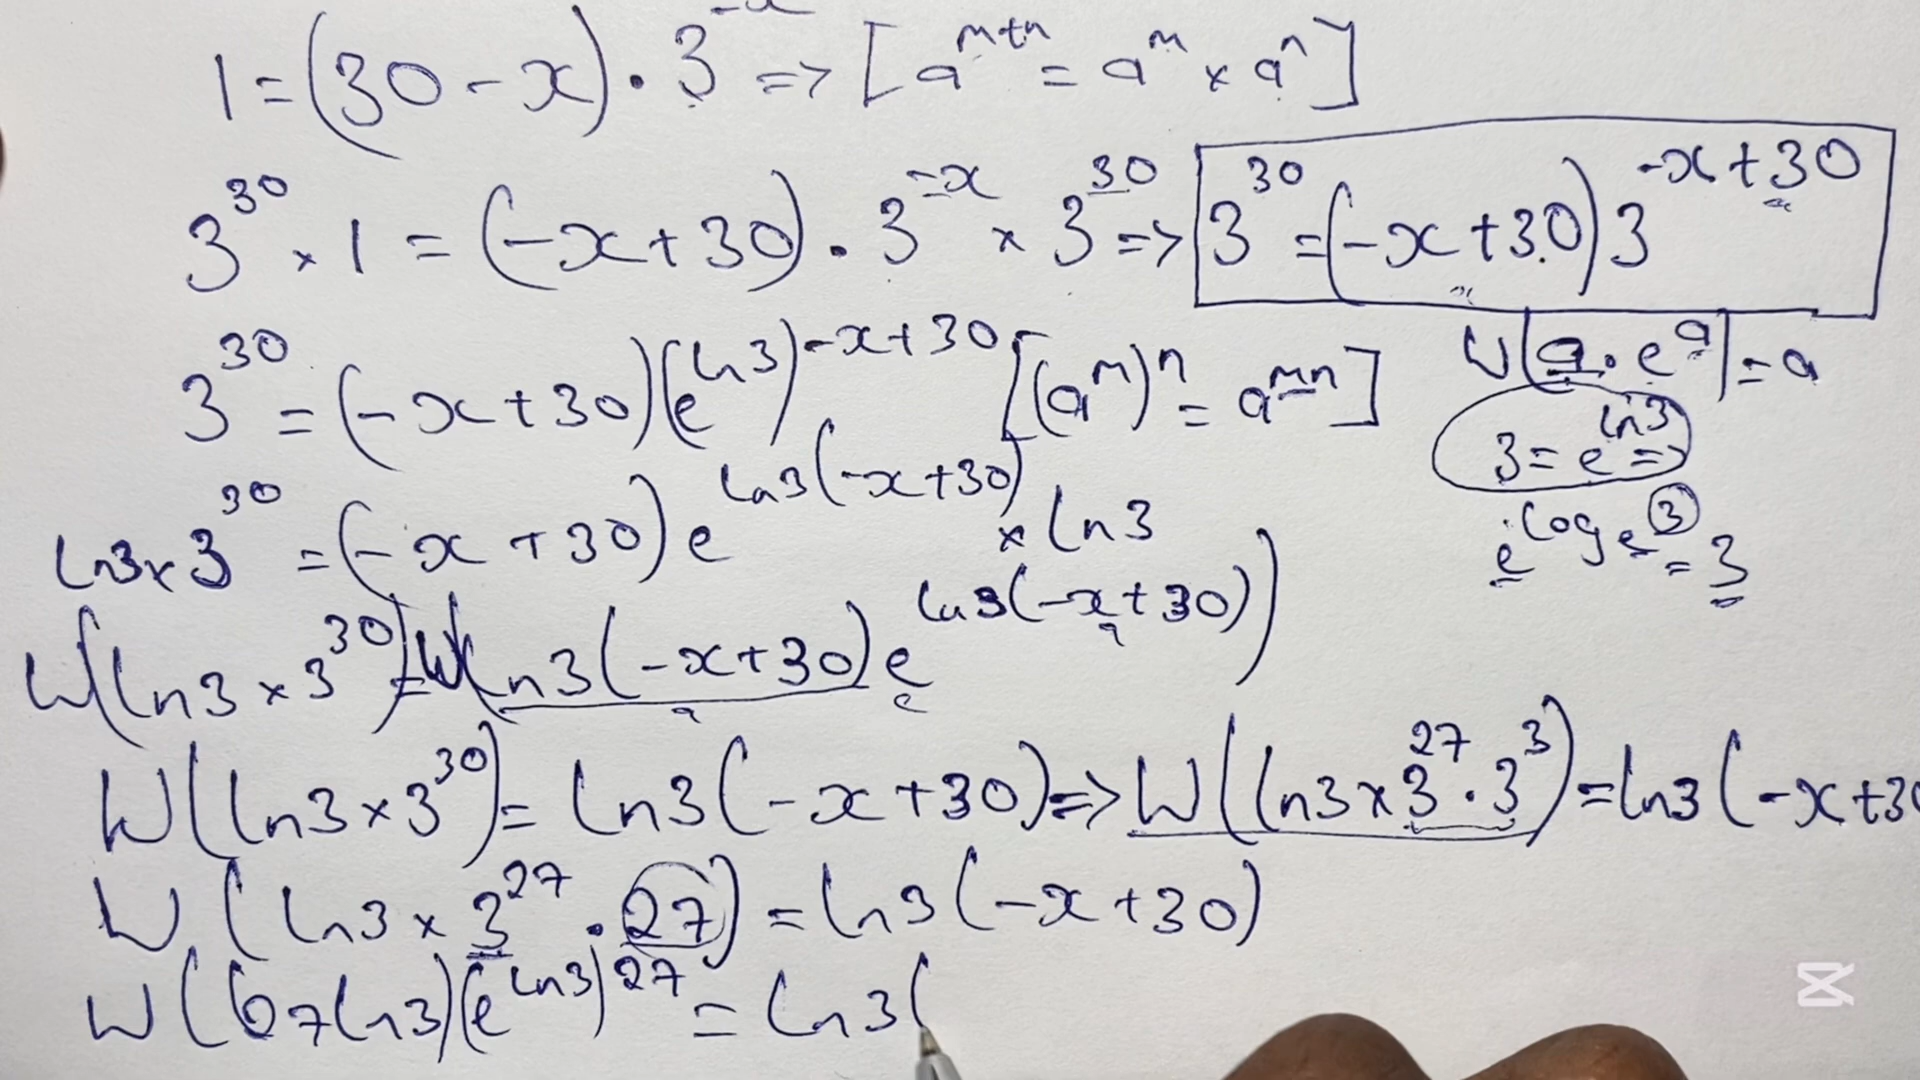 1=(30-x)·3^-x => [a^m+n = a^m × a^n]
3^30 × 1 = (-x+30)·3^-x × 3^30 => 3^30 = (-x+30)3^-x+30
3^30 = (-x+30)(e^ln3)^-x+30 [(a^m)^n = a^mn] W(a·e^a)=a
3=e^ln3 =>
ln3×3^30 = (-x+30)e^ln3(-x+30) × ln3
e^log_e 3 = 3
W(ln3×3^30)=W(ln3(-x+30)e^ln3(-x+30))
a e a
W(ln3×3^30) = ln3(-x+30) => W(ln3×3^27·3^3) = ln3(-x+30
W(ln3×3^27·27) = ln3(-x+30)
W((27ln3)(e^ln3)^27 = ln3(